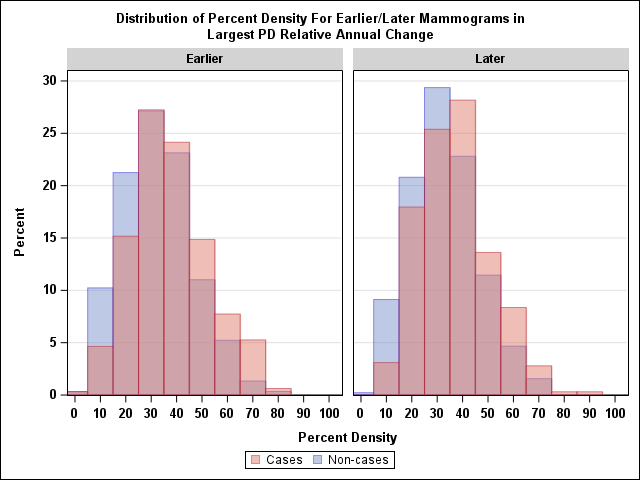 Distribution of Percent Density For Earlier/Later Mammograms in
Largest PD Relative Annual Change
Earlier
Later
Percent
30
25
20
15
10
5
0
0 10 20 30 40 50 60 70 80 90 100
0 10 20 30 40 50 60 70 80 90 100
Percent Density
Cases Non-cases